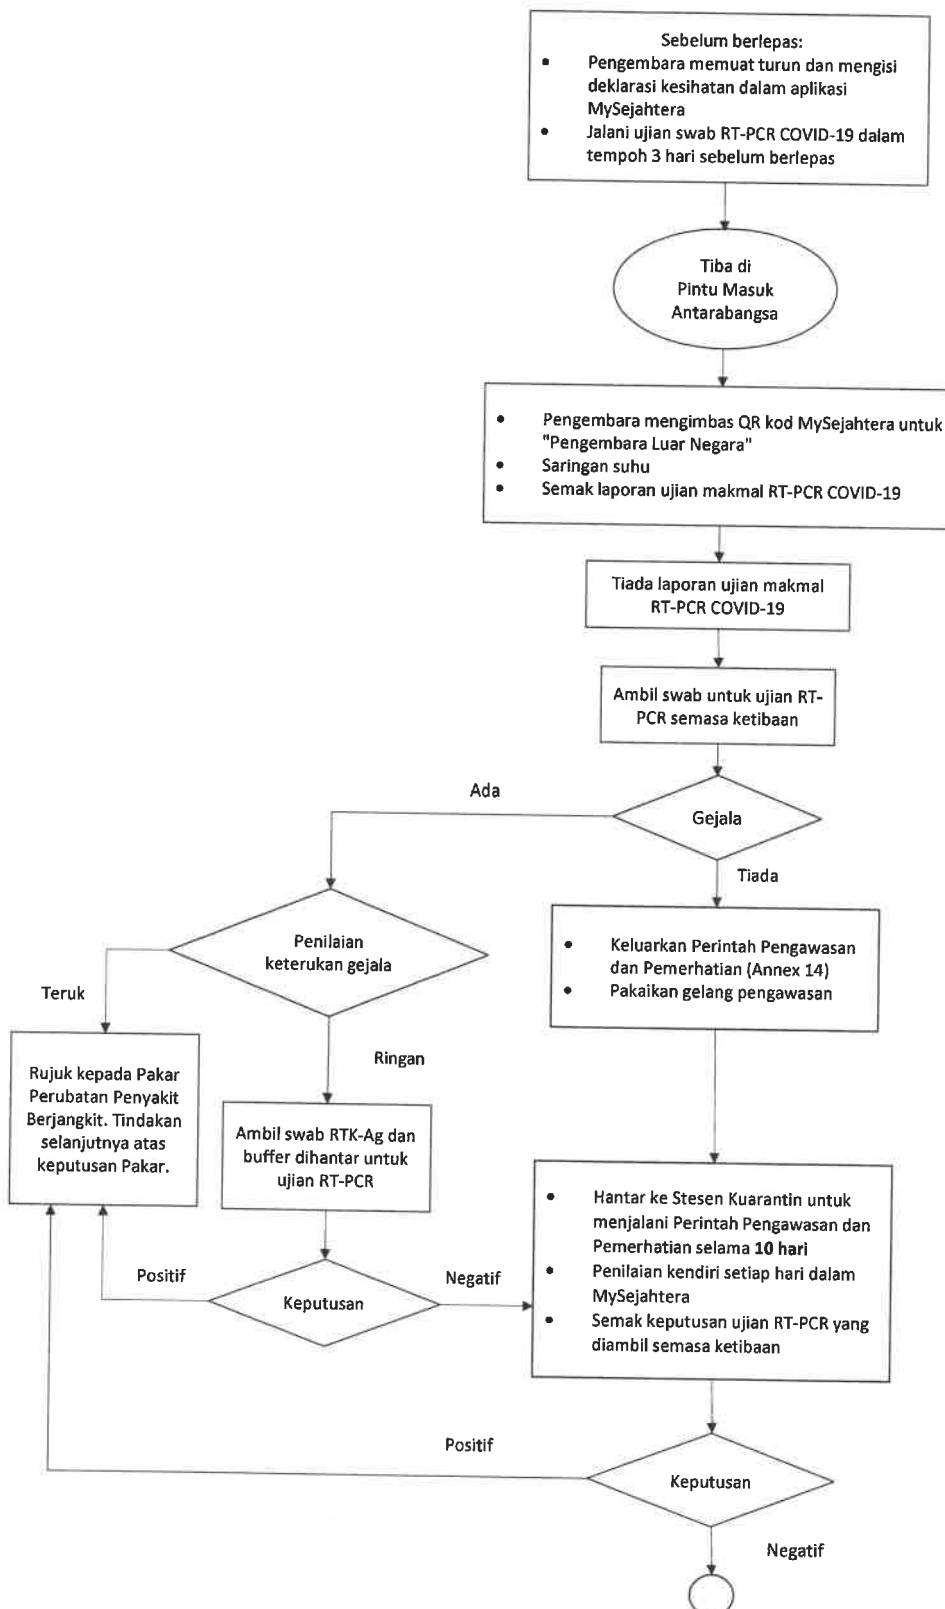 Sebelum berlepas:
• Pengembara memuat turun dan mengisi
deklarasi kesihatan dalam aplikasi
MySejahtera
• Jalani ujian swab RT-PCR COVID-19 dalam
tempoh 3 hari sebelum berlepas
Tiba di
Pintu Masuk
Antarabangsa
• Pengembara mengimbas QR kod MySejahtera untuk
"Pengembara Luar Negara"
• Saringan suhu
• Semak laporan ujian makmal RT-PCR COVID-19
Tiada laporan ujian makmal
RT-PCR COVID-19
Ambil swab untuk ujian RT-
PCR semasa ketibaan
Ada
Gejala
Tiada
Penilaian
keterukan gejala
• Keluarkan Perintah Pengawasan
dan Pemerhatian (Annex 14)
• Pakaikan gelang pengawasan
Teruk
Ringan
Rujuk kepada Pakar
Perubatan Penyakit
Berjangkit. Tindakan
selanjutnya atas
keputusan Pakar.
Ambil swab RTK-Ag dan
buffer dihantar untuk
ujian RT-PCR
• Hantar ke Stesen Kuarantin untuk
menjalani Perintah Pengawasan dan
Pemerhatian selama 10 hari
• Penilaian kendiri setiap hari dalam
MySejahtera
• Semak keputusan ujian RT-PCR yang
diambil semasa ketibaan
Positif
Keputusan
Negatif
Positif
Keputusan
Negatif